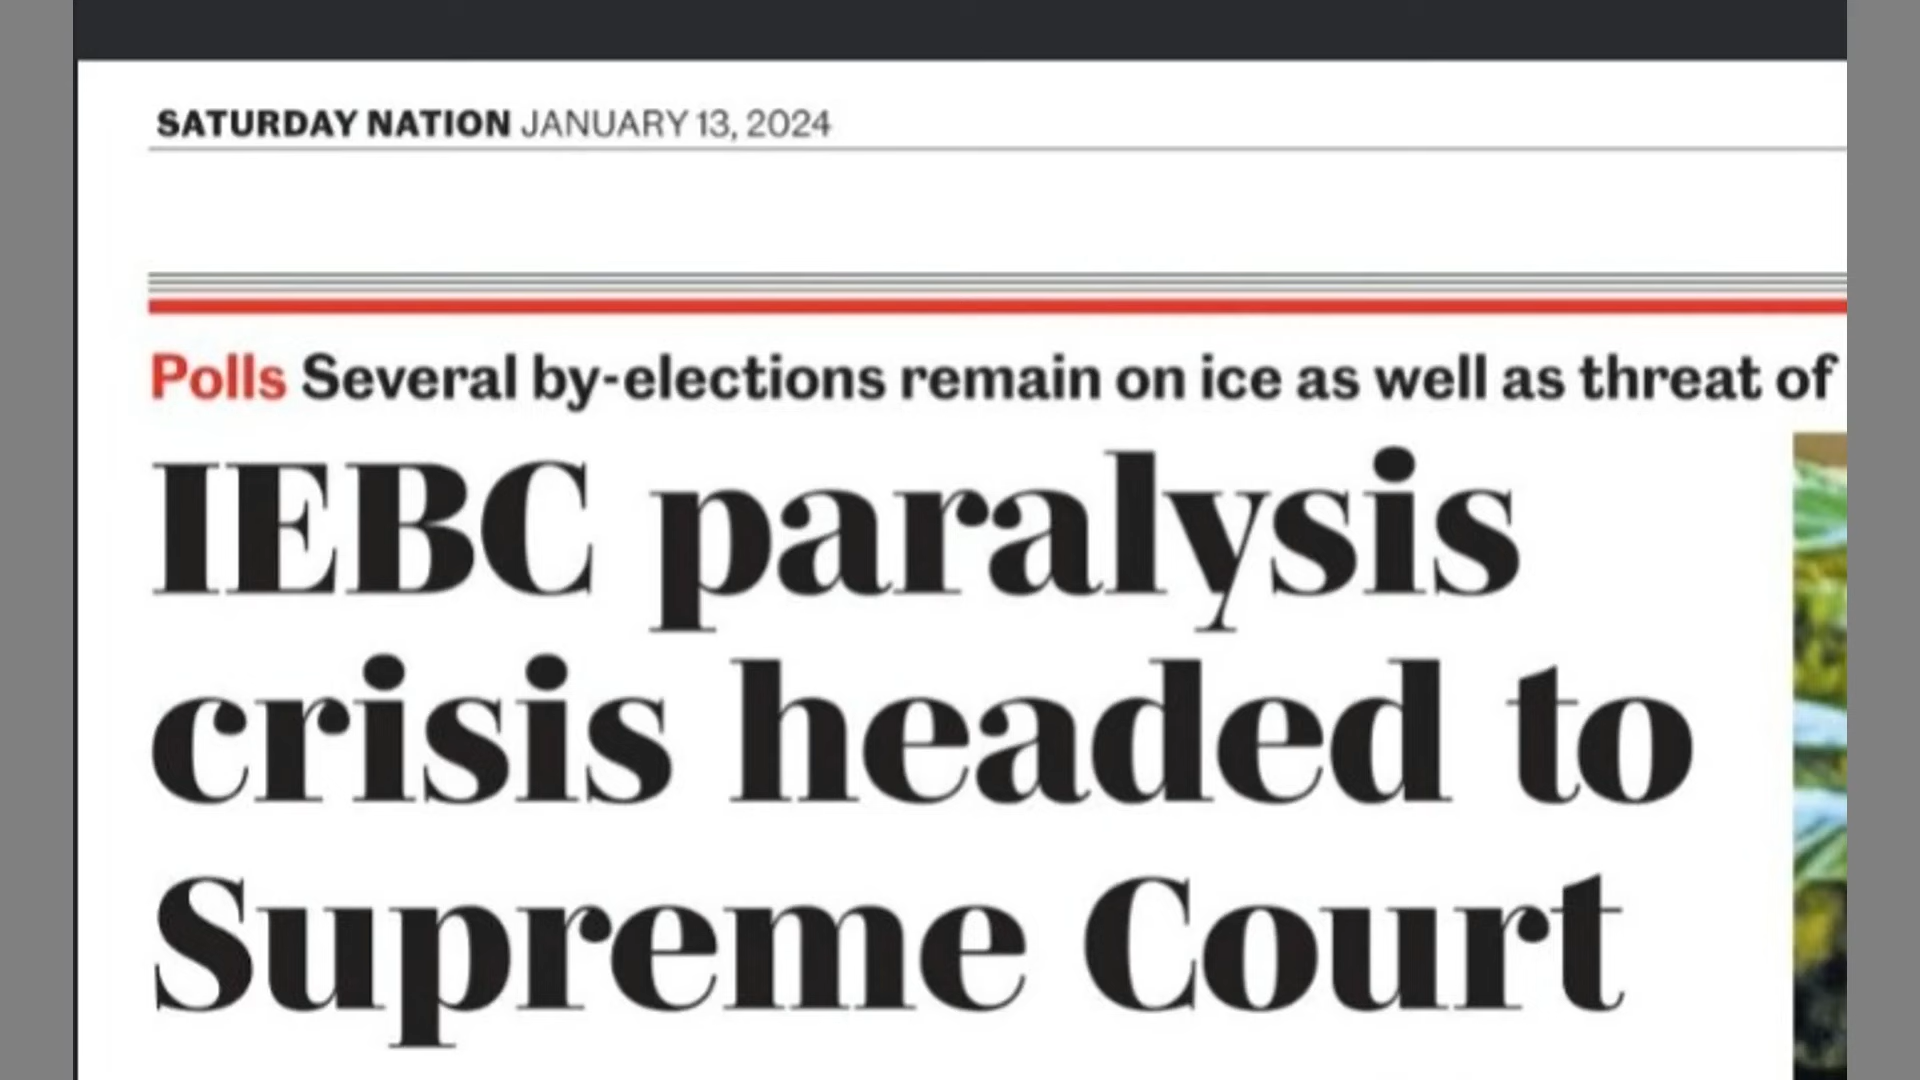 SATURDAY NATION JANUARY 13, 2024
Polls Several by-elections remain on ice as well as threat of
IEBC paralysis
crisis headed to
Supreme Court